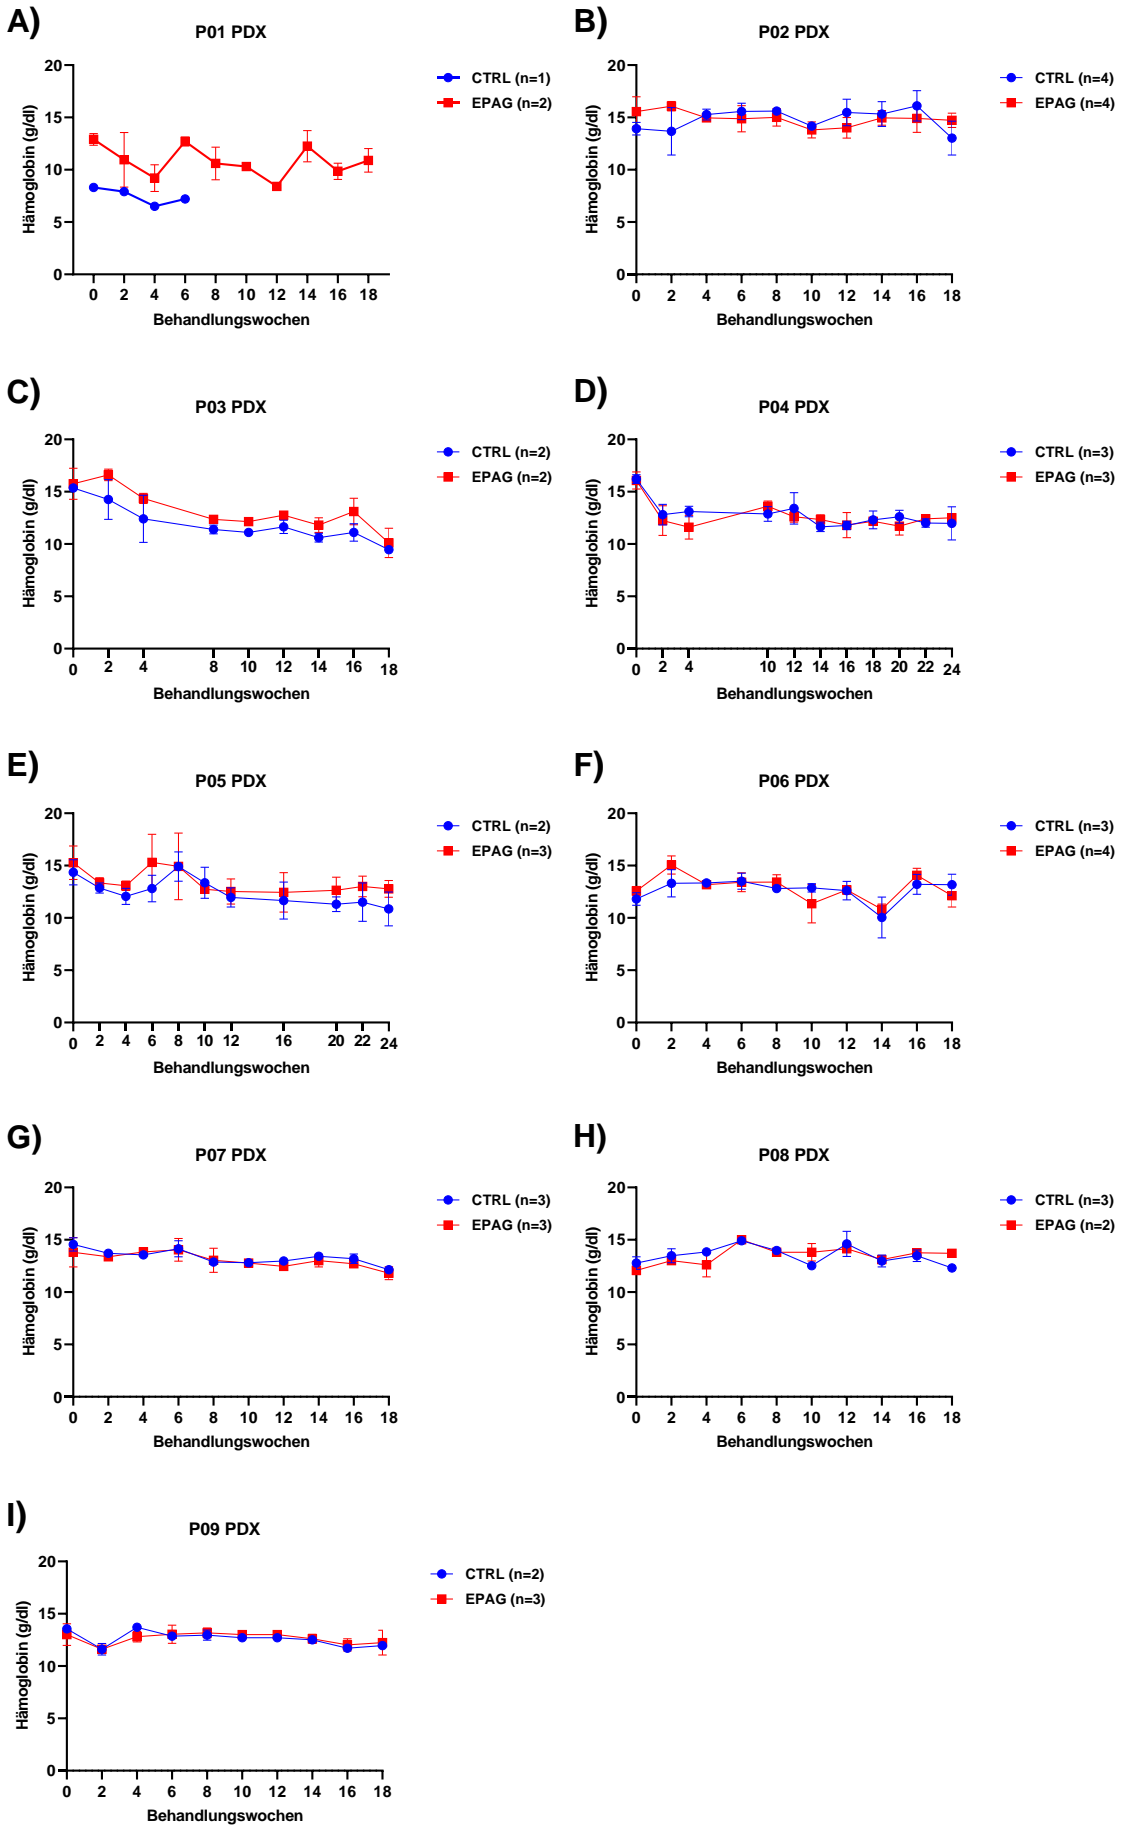 A)
P01 PDX
20
15
10
5
0
Hämoglobin (g/dl)
0 2 4 6 8 10 12 14 16 18
Behandlungswochen
CTRL (n=1)
EPAG (n=2)
B)
P02 PDX
20
15
10
5
0
Hämoglobin (g/dl)
0 2 4 6 8 10 12 14 16 18
Behandlungswochen
CTRL (n=4)
EPAG (n=4)
C)
P03 PDX
20
15
10
5
0
Hämoglobin (g/dl)
0 2 4 8 10 12 14 16 18
Behandlungswochen
CTRL (n=2)
EPAG (n=2)
D)
P04 PDX
20
15
10
5
0
Hämoglobin (g/dl)
0 2 4 10 12 14 16 18 20 22 24
Behandlungswochen
CTRL (n=3)
EPAG (n=3)
E)
P05 PDX
20
15
10
5
0
Hämoglobin (g/dl)
0 2 4 6 8 10 12 16 20 22 24
Behandlungswochen
CTRL (n=2)
EPAG (n=3)
F)
P06 PDX
20
15
10
5
0
Hämoglobin (g/dl)
0 2 4 6 8 10 12 14 16 18
Behandlungswochen
CTRL (n=3)
EPAG (n=4)
G)
P07 PDX
20
15
10
5
0
Hämoglobin (g/dl)
0 2 4 6 8 10 12 14 16 18
Behandlungswochen
CTRL (n=3)
EPAG (n=3)
H)
P08 PDX
20
15
10
5
0
Hämoglobin (g/dl)
0 2 4 6 8 10 12 14 16 18
Behandlungswochen
CTRL (n=3)
EPAG (n=2)
I)
P09 PDX
20
15
10
5
0
Hämoglobin (g/dl)
0 2 4 6 8 10 12 14 16 18
Behandlungswochen
CTRL (n=2)
EPAG (n=3)